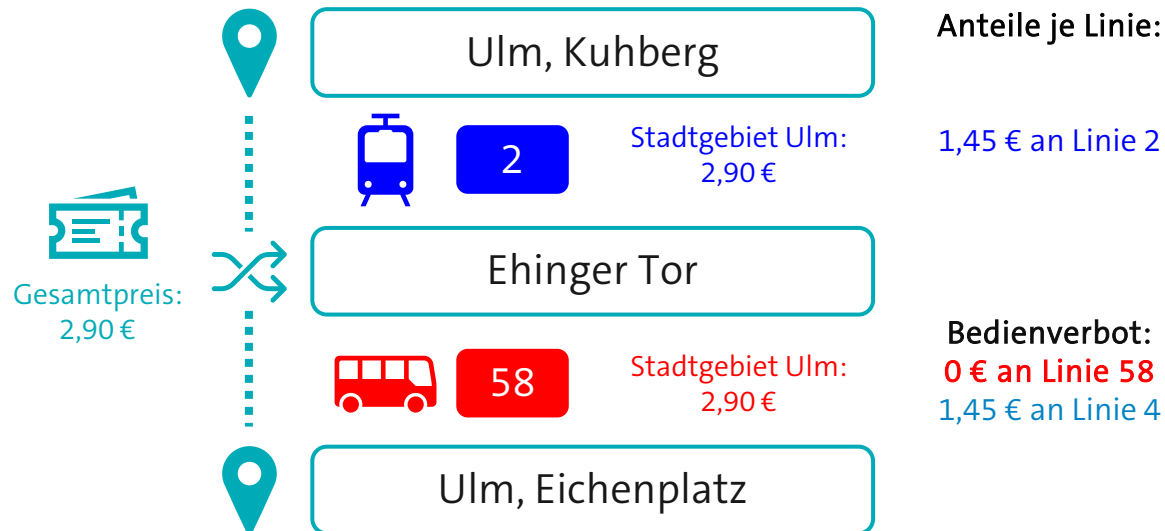 Ulm, Kuhberg
Anteile je Linie:
2
Stadtgebiet Ulm:
2,90 €
1,45 € an Linie 2
Gesamtpreis:
2,90 €
Ehinger Tor
58
Stadtgebiet Ulm:
2,90 €
Bedienverbot:
0 € an Linie 58
1,45 € an Linie 4
Ulm, Eichenplatz